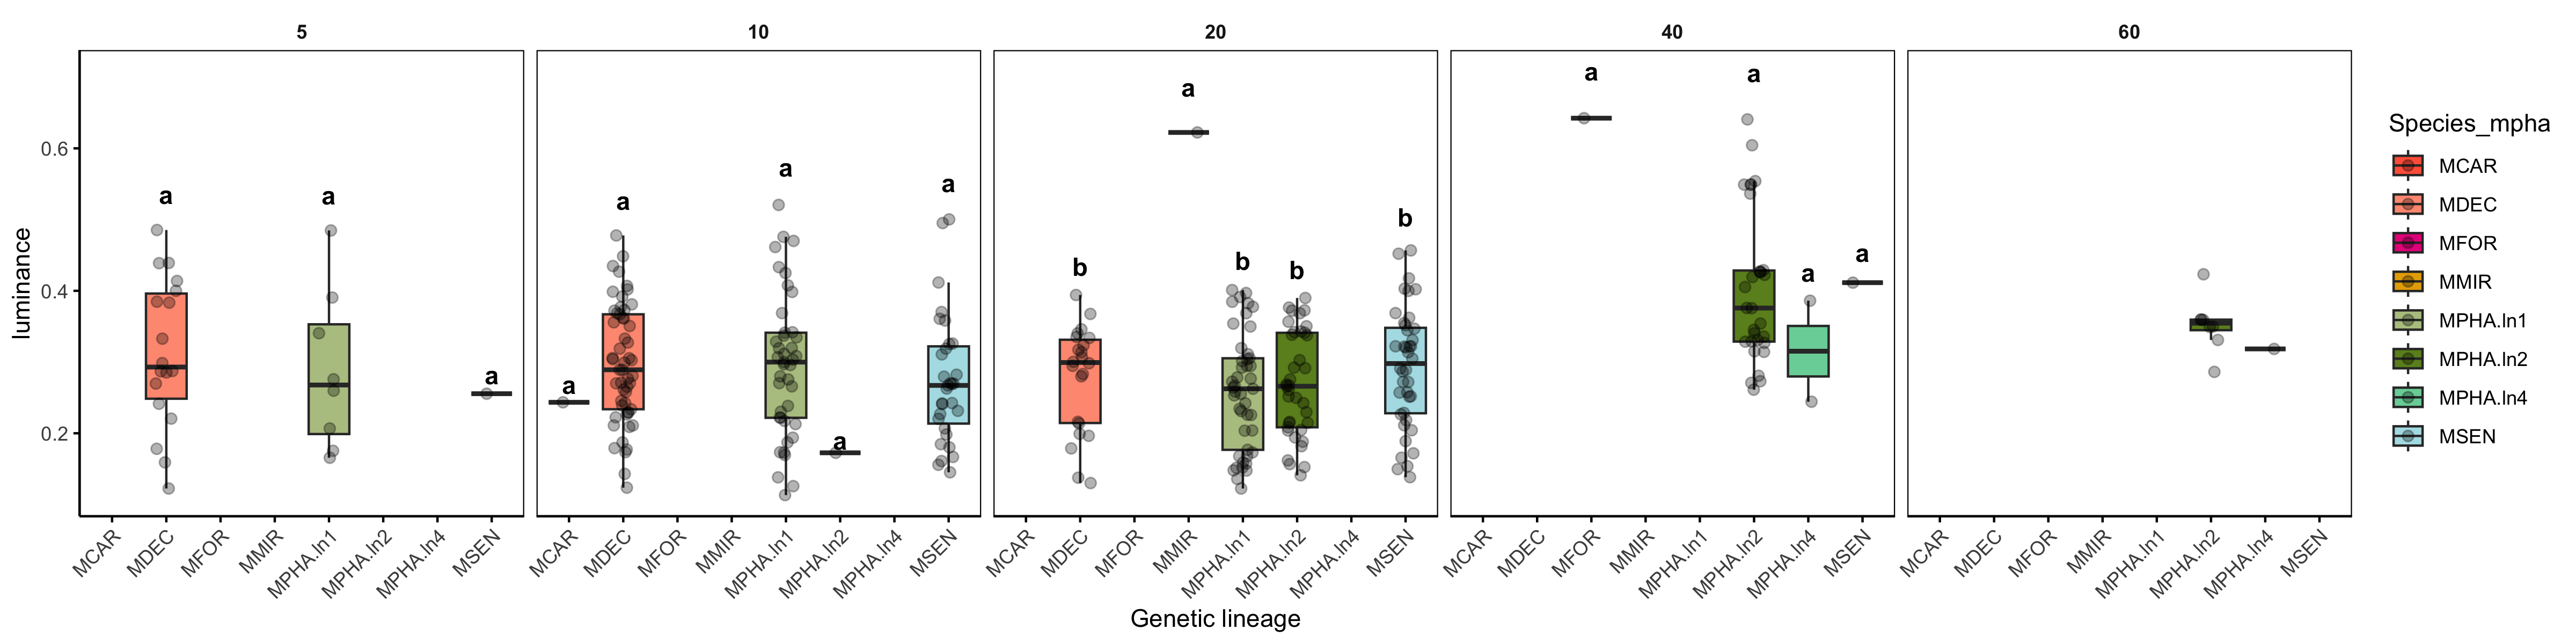 5 10 20 40 60
a a a
a a a a a
b a b b b
a a a a
luminance
0.6
0.4
0.2
MCAR MDEC MFOR MMIR MPHA.ln1 MPHA.ln2 MPHA.ln4 MSEN
MCAR MDEC MFOR MMIR MPHA.ln1 MPHA.ln2 MPHA.ln4 MSEN
MCAR MDEC MFOR MMIR MPHA.ln1 MPHA.ln2 MPHA.ln4 MSEN
MCAR MDEC MFOR MMIR MPHA.ln1 MPHA.ln2 MPHA.ln4 MSEN
MCAR MDEC MFOR MMIR MPHA.ln1 MPHA.ln2 MPHA.ln4 MSEN
Genetic lineage
Species_mpha
MCAR
MDEC
MFOR
MMIR
MPHA.ln1
MPHA.ln2
MPHA.ln4
MSEN